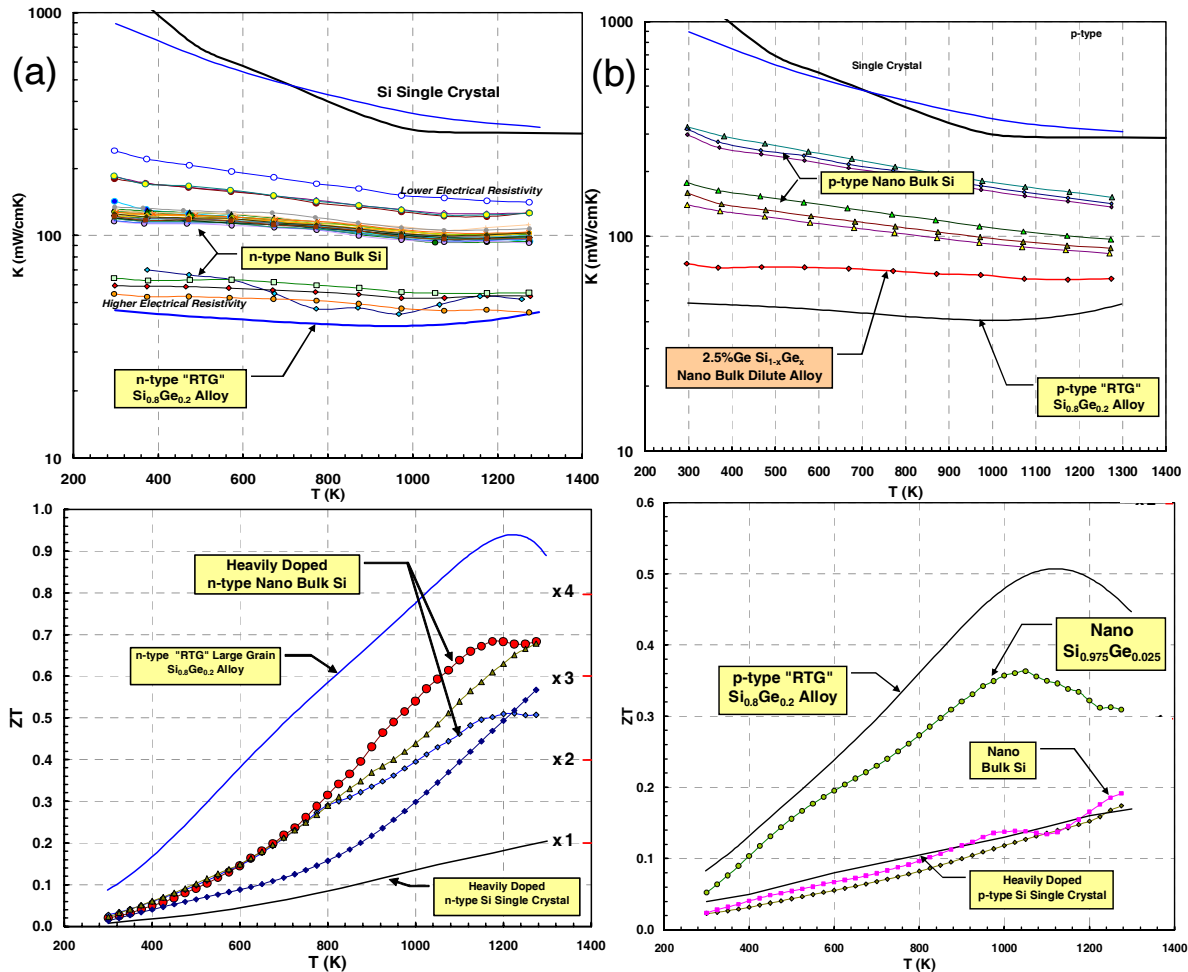 (a)
Si Single Crystal
Lower Electrical Resistivity
n-type Nano Bulk Si
Higher Electrical Resistivity
n-type "RTG"
Si0.8Ge0.2 Alloy
K (mW/cmK)
1000
100
10
200 400 600 800 1000 1200 1400
T (K)
(b)
p-type
Single Crystal
p-type Nano Bulk Si
2.5%Ge Si1-xGex
Nano Bulk Dilute Alloy
p-type "RTG"
Si0.8Ge0.2 Alloy
K (mW/cmK)
1000
100
10
200 300 400 500 600 700 800 900 1000 1100 1200 1300 1400
T (K)
ZT
1.0
0.9
0.8
0.7
0.6
0.5
0.4
0.3
0.2
0.1
0.0
Heavily Doped
n-type Nano Bulk Si
n-type "RTG" Large Grain
Si0.8Ge0.2 Alloy
x 4
x 3
x 2
x 1
Heavily Doped
n-type Si Single Crystal
200 400 600 800 1000 1200 1400
T (K)
ZT
0.6
0.5
0.4
0.3
0.2
0.1
0.0
p-type "RTG"
Si0.8Ge0.2 Alloy
Nano
Si0.975Ge0.025
Nano
Bulk Si
Heavily Doped
p-type Si Single Crystal
200 400 600 800 1000 1200 1400
T (K)